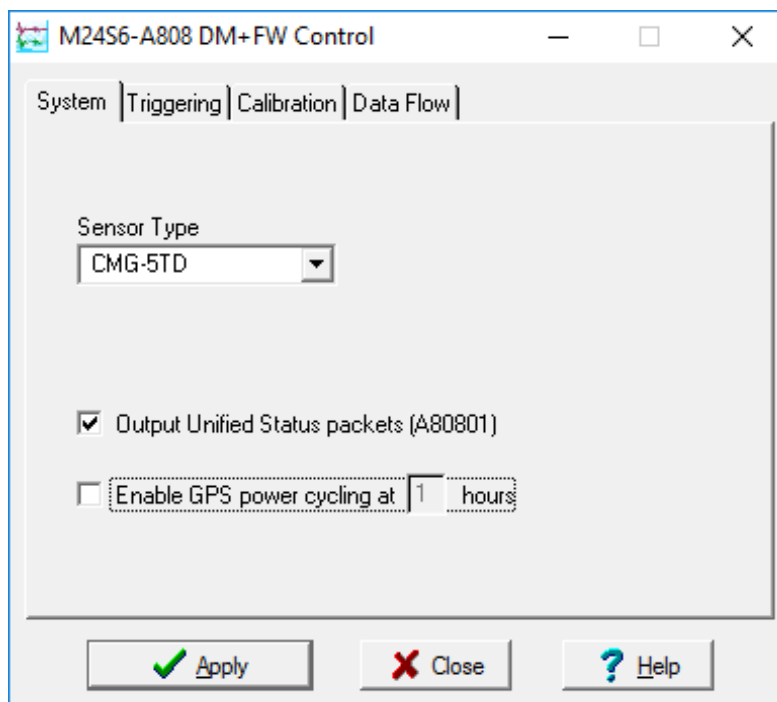 M24S6-A808 DM+FW Control
System Triggering Calibration Data Flow
Sensor Type
CMG-5TD
Output Unified Status packets (A80801)
Enable GPS power cycling at 1 hours
Apply Close ? Help